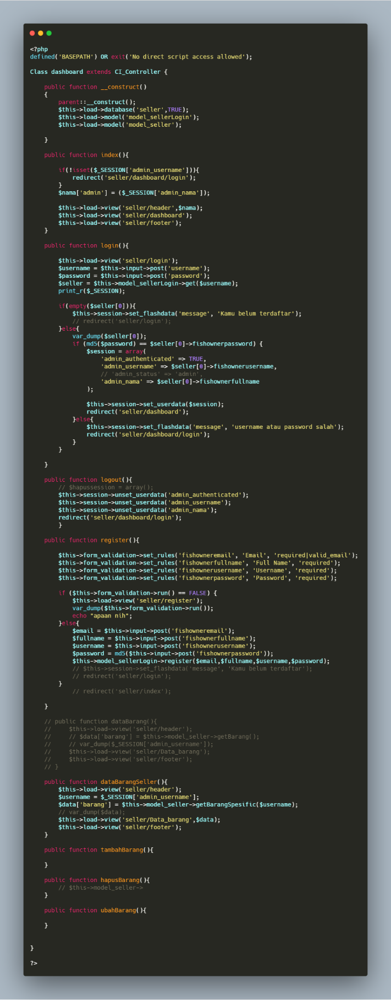 <?php
defined('BASEPATH') OR exit('No direct script access allowed');

Class dashboard extends CI_Controller {

    public function __construct()
    {
        parent::__construct();
        $this->load->database('seller',TRUE);
        $this->load->model('model_sellerLogin');
        $this->load->model('model_seller');

    }

    public function index(){

        if(!isset($_SESSION['admin_username'])){
            redirect('seller/dashboard/login');
        }
        $nama['admin'] = ($_SESSION['admin_nama']);

        $this->load->view('seller/header',$nama);
        $this->load->view('seller/dashboard');
        $this->load->view('seller/footer');
    }

    public function login(){

        $this->load->view('seller/login');
        $username = $this->input->post('username');
        $password = $this->input->post('password');
        $seller = $this->model_sellerLogin->get($username);
        print_r($_SESSION);

        if(empty($seller[0])){
            $this->session->set_flashdata('message', 'Kamu belum terdaftar');
            // redirect('seller/login');
        }else{
            var_dump($seller[0]);
            if (md5($password) == $seller[0]->fishownerpassword) {
                $session = array(
                    'admin_authenticated' => TRUE,
                    'admin_username' => $seller[0]->fishownerusername,
                    // 'admin_status' => 'admin',
                    'admin_nama' => $seller[0]->fishownerfullname
                );

                $this->session->set_userdata($session);
                redirect('seller/dashboard');
            }else{
                $this->session->set_flashdata('message', 'username atau password salah');
                redirect('seller/dashboard/login');
            }
        }

    }

    public function logout(){
        // $hapussession = array();
        $this->session->unset_userdata('admin_authenticated');
        $this->session->unset_userdata('admin_username');
        $this->session->unset_userdata('admin_nama');
        redirect('seller/dashboard/login');
        }

    public function register(){

        $this->form_validation->set_rules('fishowneremail', 'Email', 'required|valid_email');
        $this->form_validation->set_rules('fishownerfullname', 'Full Name', 'required');
        $this->form_validation->set_rules('fishownerusername', 'Username', 'required');
        $this->form_validation->set_rules('fishownerpassword', 'Password', 'required');

        if ($this->form_validation->run() == FALSE) {
            $this->load->view('seller/register');
            var_dump($this->form_validation->run());
            echo "apaan nih";
        }else{
            $email = $this->input->post('fishowneremail');
            $fullname = $this->input->post('fishownerfullname');
            $username = $this->input->post('fishownerusername');
            $password = md5($this->input->post('fishownerpassword'));
            $this->model_sellerLogin->register($email,$fullname,$username,$password);
            // $this->session->set_flashdata('message', 'Kamu belum terdaftar');
            // redirect('seller/login');
        }
            // redirect('seller/index');

    }

    // public function dataBarang(){
    //     $this->load->view('seller/header');
    //     // $data['barang'] = $this->model_seller->getBarang();
    //     // var_dump($_SESSION['admin_username']);
    //     $this->load->view('seller/Data_barang');
    //     $this->load->view('seller/footer');
    // }

    public function dataBarangSeller(){
        $this->load->view('seller/header');
        $username = $_SESSION['admin_username'];
        $data['barang'] = $this->model_seller->getBarangSpesific($username);
        // var_dump($data);
        $this->load->view('seller/Data_barang',$data);
        $this->load->view('seller/footer');
    }

    public function tambahBarang(){

    }

    public function hapusBarang(){
        // $this->model_seller->
    }

    public function ubahBarang(){

    }


}

?>